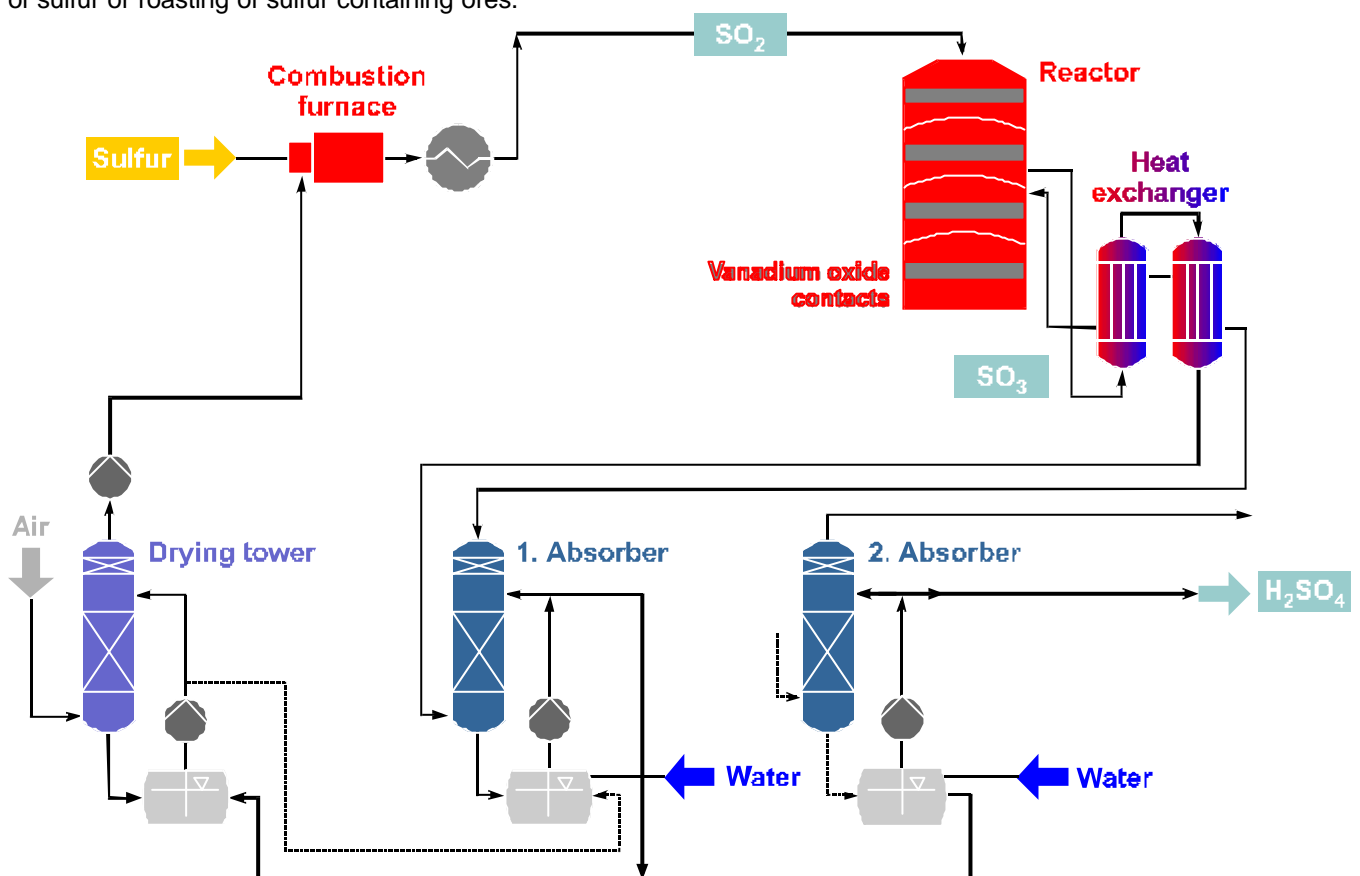 or sulfur or roasting of sulfur containing ores.
SO2
Combustion
furnace
Reactor
Sulfur
Heat
exchanger
Vanadium oxide
contacts
SO3
Air
Drying tower
1. Absorber
2. Absorber
H2SO4
Water
Water